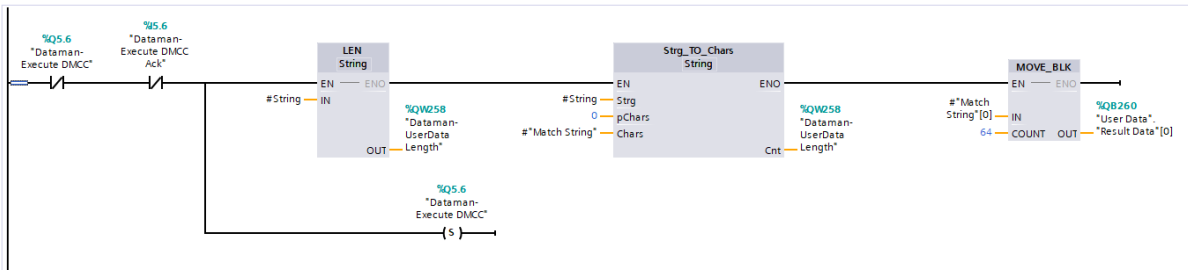 %Q5.6
"Dataman-
Execute DMCC"
%I5.6
"Dataman-
Execute DMCC
Ack"
LEN
String
EN
ENO
#String
IN
OUT
%QW258
"Dataman-
UserData
Length"
Strg_TO_Chars
String
EN
ENO
#String
Strg
0
pChars
#"Match String"
Chars
Cnt
%QW258
"Dataman-
UserData
Length"
MOVE_BLK
EN
ENO
#"Match
String"[0]
IN
64
COUNT
OUT
%QB260
"User Data".
"Result Data"[0]
%Q5.6
"Dataman-
Execute DMCC"
S